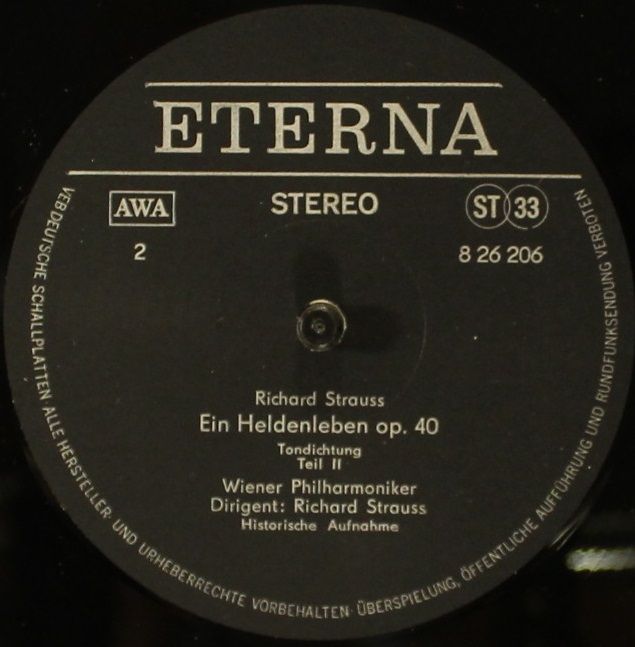 ETERNA
AWA
STEREO
ST 33
2
8 26 206
Richard Strauss
Ein Heldenleben op. 40
Tondichtung
Teil II
Wiener Philharmoniker
Dirigent: Richard Strauss
Historische Aufnahme
VEB DEUTSCHE SCHALLPLATTEN · ALLE HERSTELLER- UND URHEBERRECHTE VORBEHALTEN · ÜBERSPIELUNG, ÖFFENTLICHE AUFFÜHRUNG UND RUNDFUNKSENDUNG VERBOTEN